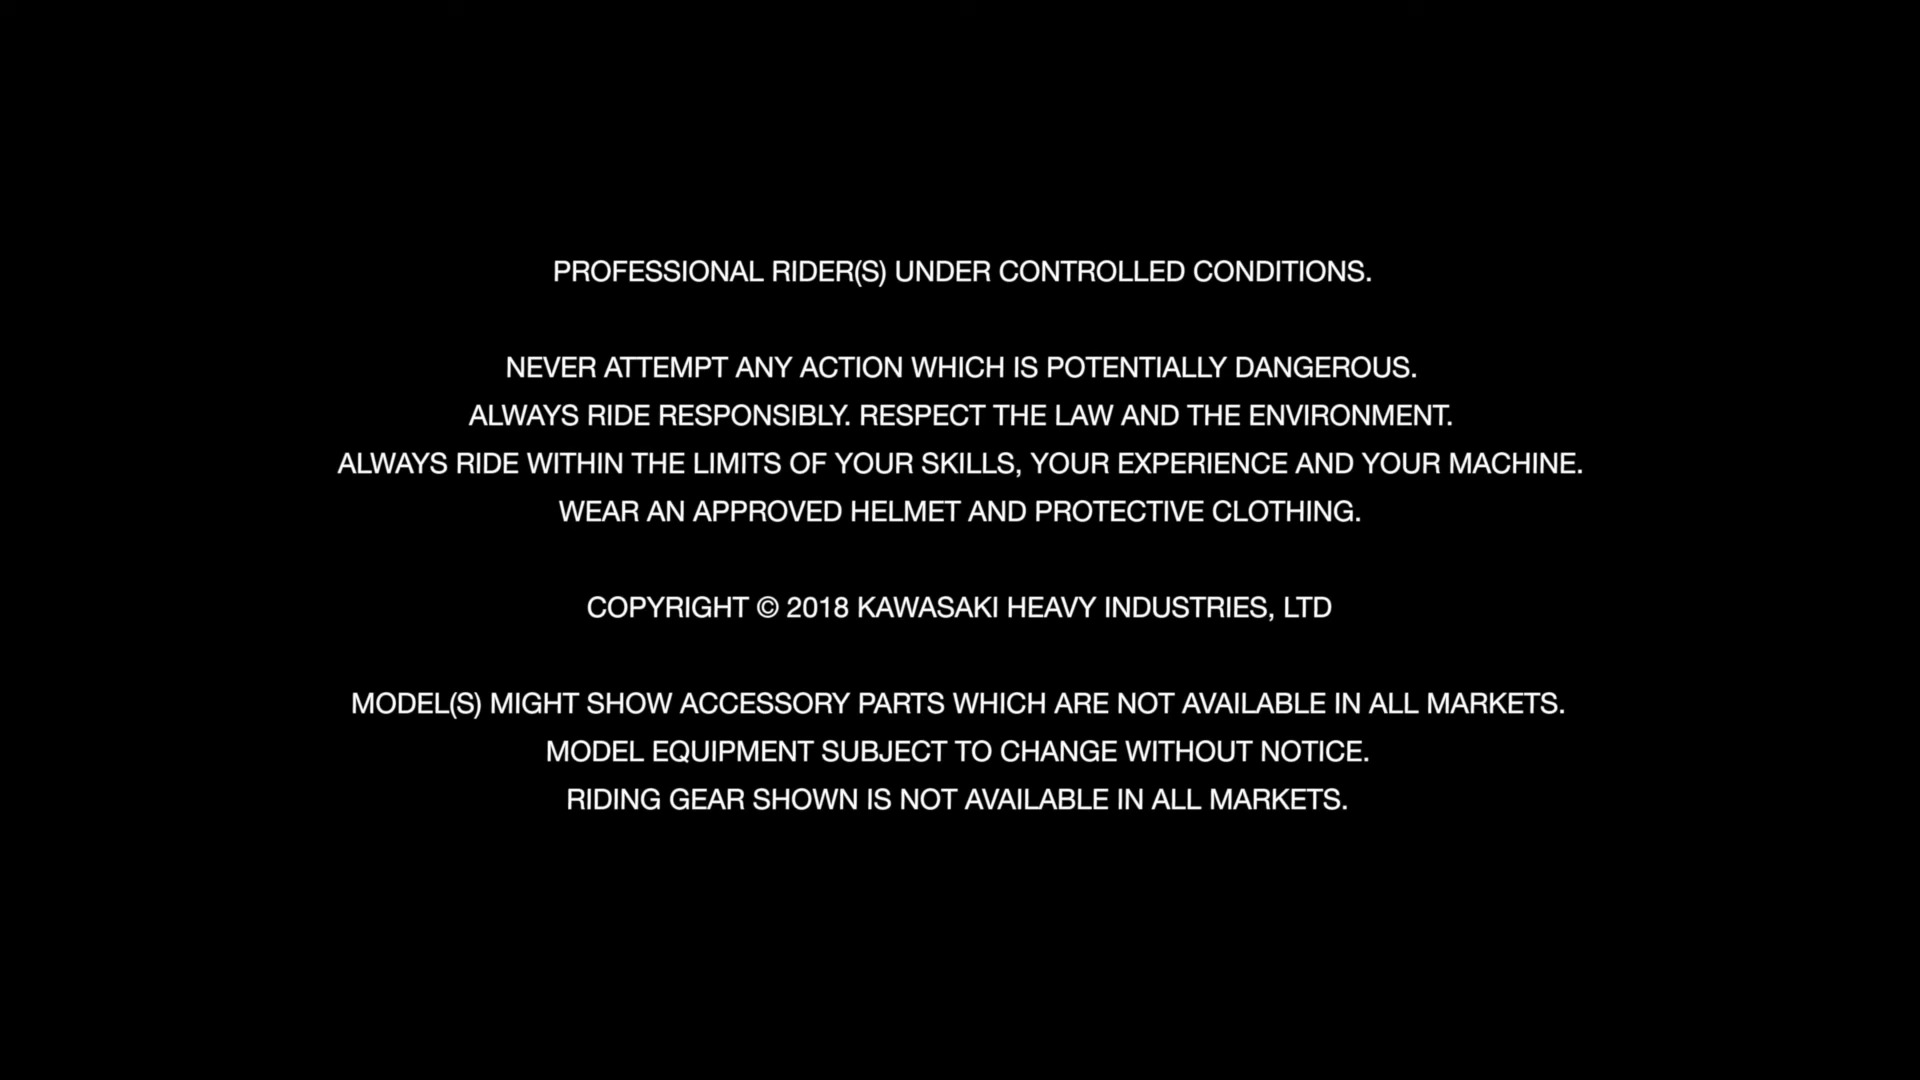 PROFESSIONAL RIDER(S) UNDER CONTROLLED CONDITIONS.
NEVER ATTEMPT ANY ACTION WHICH IS POTENTIALLY DANGEROUS.
ALWAYS RIDE RESPONSIBLY. RESPECT THE LAW AND THE ENVIRONMENT.
ALWAYS RIDE WITHIN THE LIMITS OF YOUR SKILLS, YOUR EXPERIENCE AND YOUR MACHINE.
WEAR AN APPROVED HELMET AND PROTECTIVE CLOTHING.
COPYRIGHT © 2018 KAWASAKI HEAVY INDUSTRIES, LTD
MODEL(S) MIGHT SHOW ACCESSORY PARTS WHICH ARE NOT AVAILABLE IN ALL MARKETS.
MODEL EQUIPMENT SUBJECT TO CHANGE WITHOUT NOTICE.
RIDING GEAR SHOWN IS NOT AVAILABLE IN ALL MARKETS.